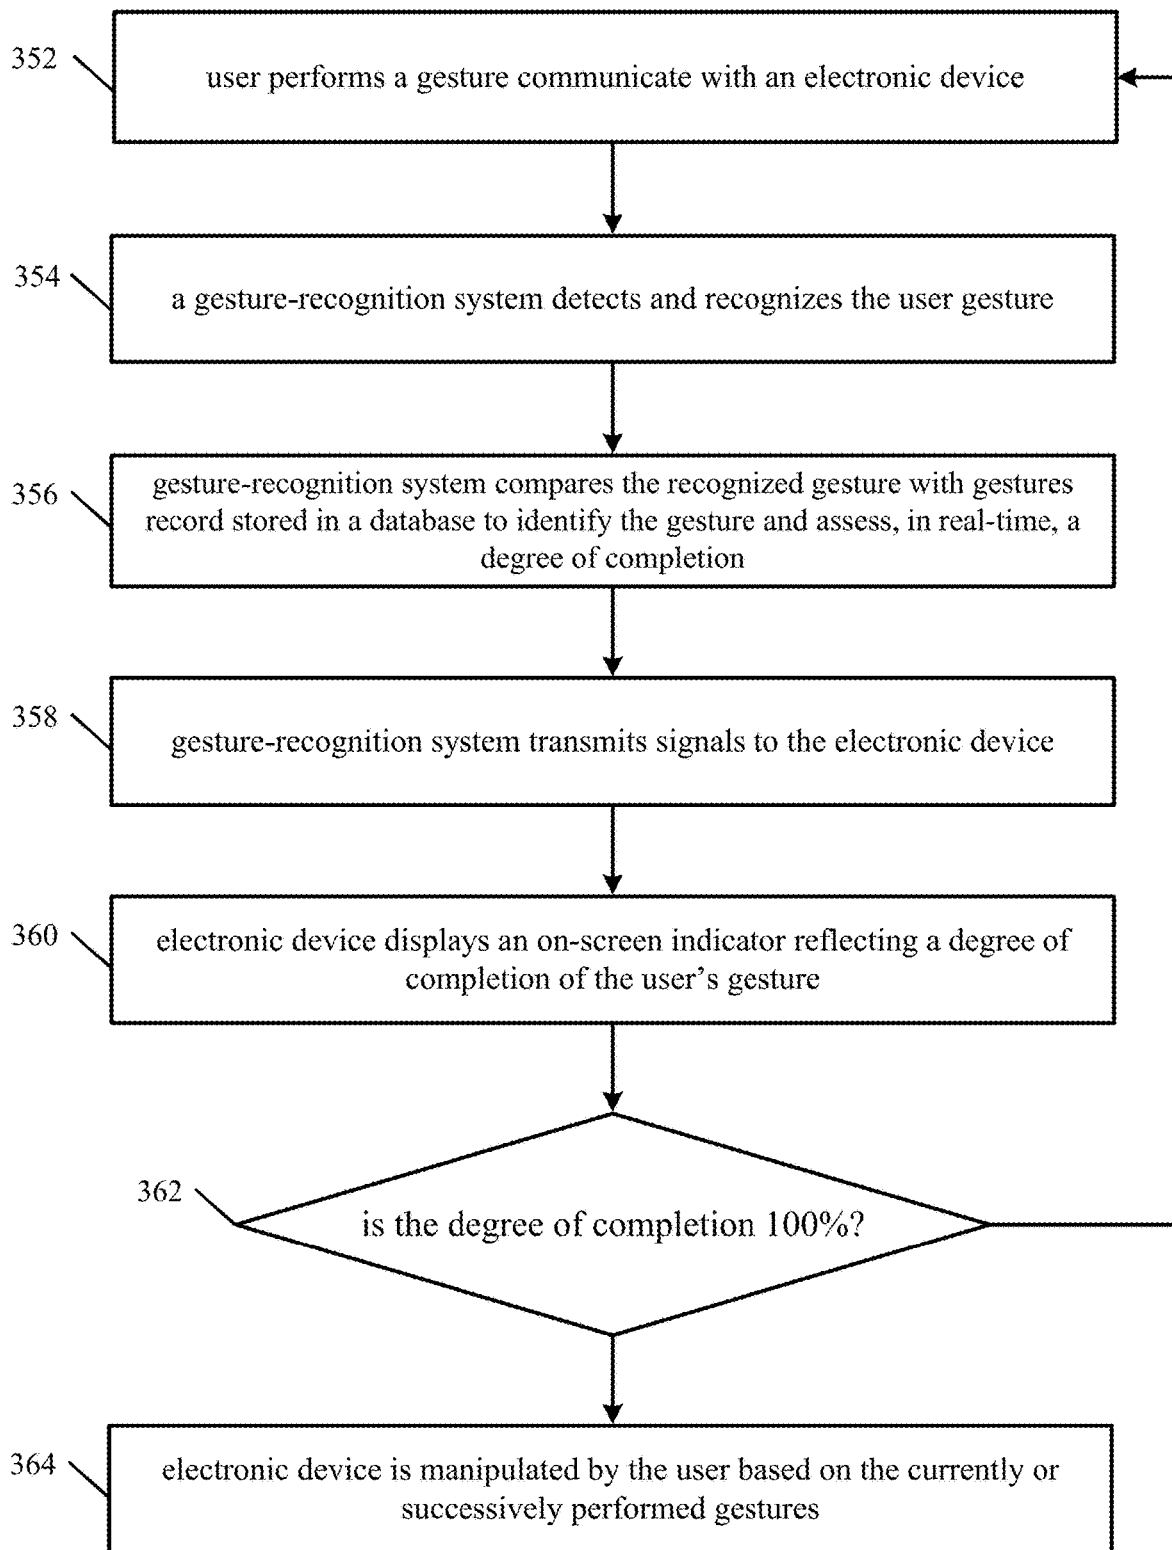 352
user performs a gesture communicate with an electronic device
354
a gesture-recognition system detects and recognizes the user gesture
356
gesture-recognition system compares the recognized gesture with gestures
record stored in a database to identify the gesture and assess, in real-time, a
degree of completion
358
gesture-recognition system transmits signals to the electronic device
360
electronic device displays an on-screen indicator reflecting a degree of
completion of the user's gesture
362
is the degree of completion 100%?
364
electronic device is manipulated by the user based on the currently or
successively performed gestures